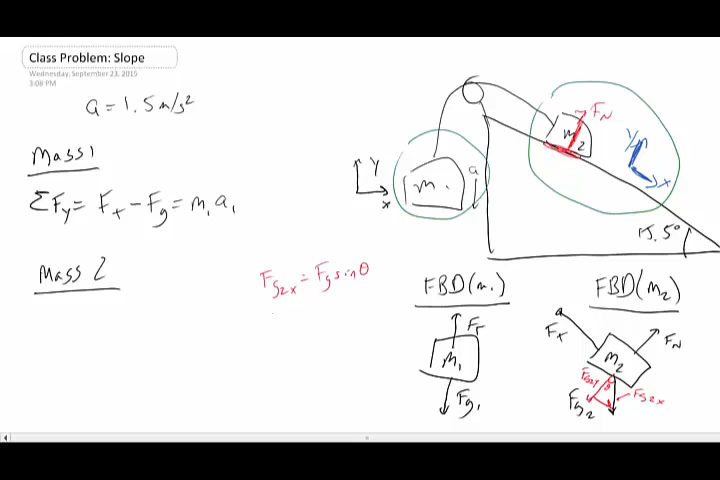 Class Problem: Slope
Wednesday, September 23, 2015
3:08 PM
a = 1.5 m/s²
Mass 1
ΣFy = FT − Fg = m₁ a₁
Mass 2
Fg2x = Fg sinθ
m₁
a
Y
x
m₂
FN
Y
x
15.5°
FBD(m₁)
FT
m₁
Fg₁
FBD(m₂)
FT
FN
m₂
Fg2y
θ
Fg2
Fg2x